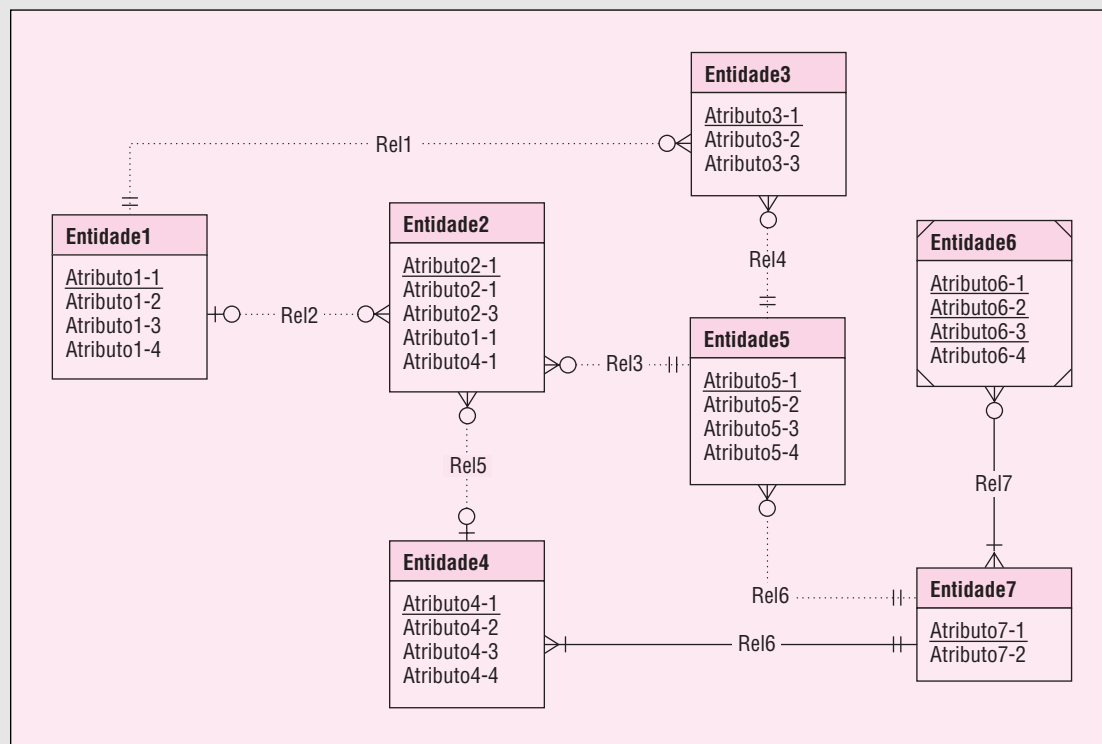 Entidade3
Atributo3-1
Atributo3-2
Atributo3-3
Rel1
Entidade1
Atributo1-1
Atributo1-2
Atributo1-3
Atributo1-4
Rel2
Entidade2
Atributo2-1
Atributo2-1
Atributo2-3
Atributo1-1
Atributo4-1
Rel4
Entidade6
Atributo6-1
Atributo6-2
Atributo6-3
Atributo6-4
Rel3
Entidade5
Atributo5-1
Atributo5-2
Atributo5-3
Atributo5-4
Rel5
Rel7
Entidade4
Atributo4-1
Atributo4-2
Atributo4-3
Atributo4-4
Rel6
Rel6
Entidade7
Atributo7-1
Atributo7-2